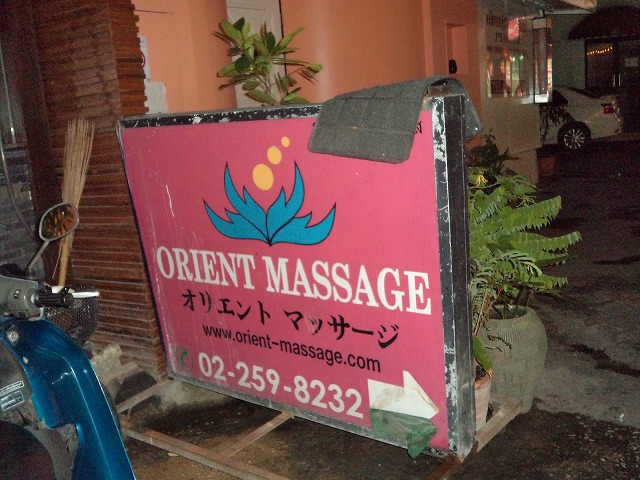 ORIENT MASSAGE
オリエント マッサージ
www.orient-massage.com
02-259-8232